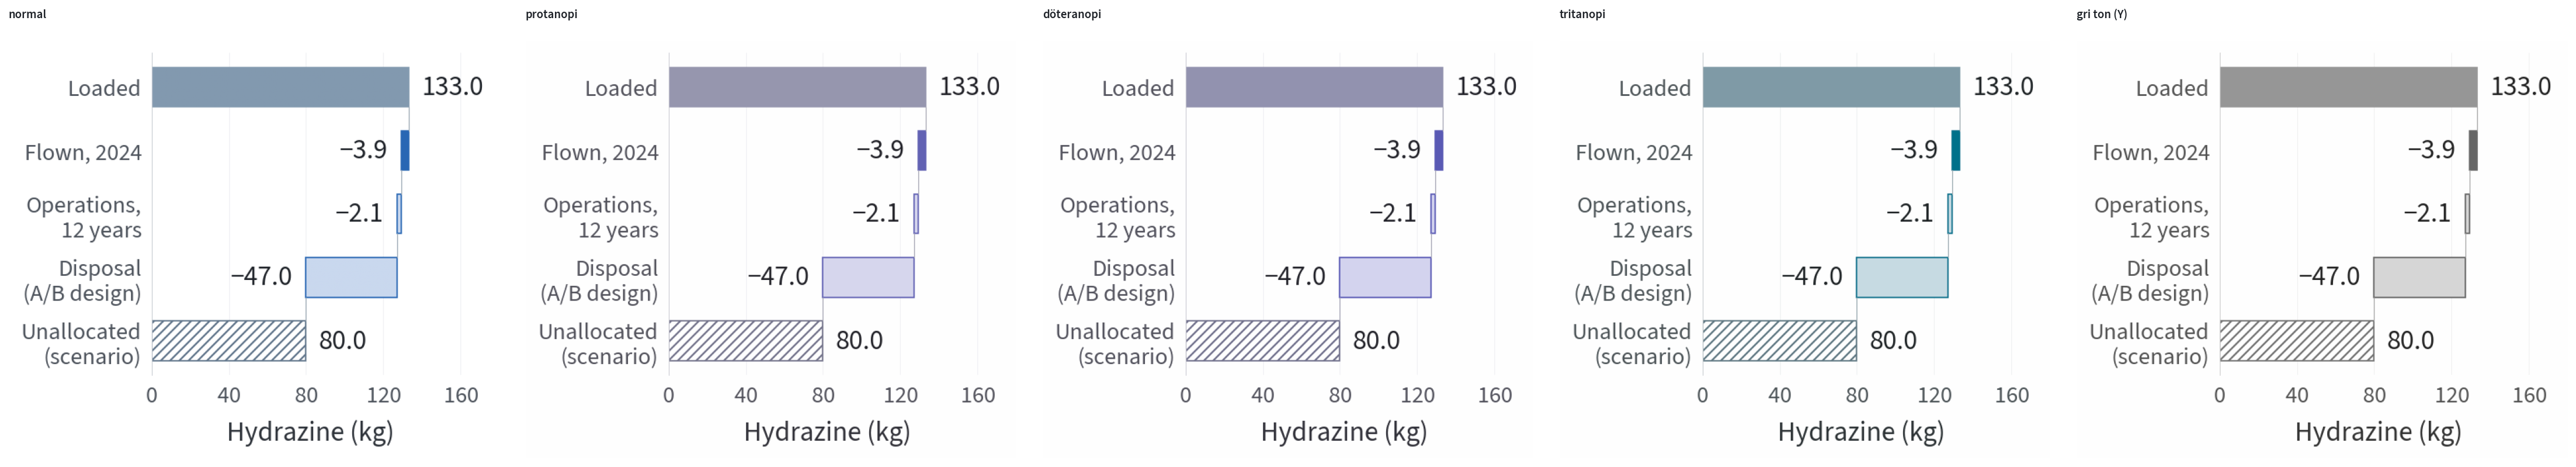 normal
Loaded
133.0
Flown, 2024
−3.9
Operations,
12 years
−2.1
Disposal
(A/B design)
−47.0
Unallocated
(scenario)
80.0
0 40 80 120 160
Hydrazine (kg)
protanopi
Loaded
133.0
Flown, 2024
−3.9
Operations,
12 years
−2.1
Disposal
(A/B design)
−47.0
Unallocated
(scenario)
80.0
0 40 80 120 160
Hydrazine (kg)
döteranopi
Loaded
133.0
Flown, 2024
−3.9
Operations,
12 years
−2.1
Disposal
(A/B design)
−47.0
Unallocated
(scenario)
80.0
0 40 80 120 160
Hydrazine (kg)
tritanopi
Loaded
133.0
Flown, 2024
−3.9
Operations,
12 years
−2.1
Disposal
(A/B design)
−47.0
Unallocated
(scenario)
80.0
0 40 80 120 160
Hydrazine (kg)
gri ton (Y)
Loaded
133.0
Flown, 2024
−3.9
Operations,
12 years
−2.1
Disposal
(A/B design)
−47.0
Unallocated
(scenario)
80.0
0 40 80 120 160
Hydrazine (kg)